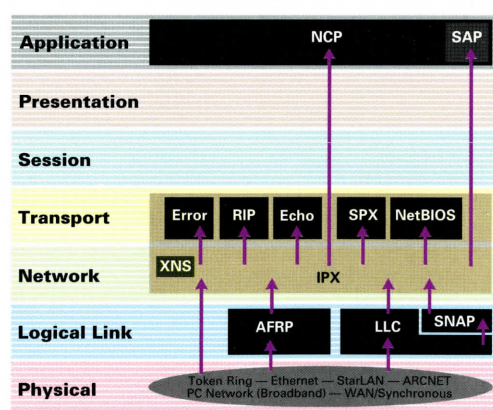 Application NCP SAP
Presentation
Session
Transport Error RIP Echo SPX NetBIOS
XNS
Network IPX
Logical Link AFRP LLC SNAP
Token Ring — Ethernet — StarLAN — ARCNET
Physical PC Network (Broadband) — WAN/Synchronous